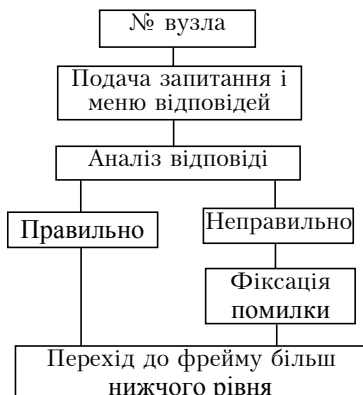 № вузла
Подача запитання і
меню відповідей
Аналіз відповіді
Правильно
Неправильно
Фіксація
помилки
Перехід до фрейму більш
нижчого рівня